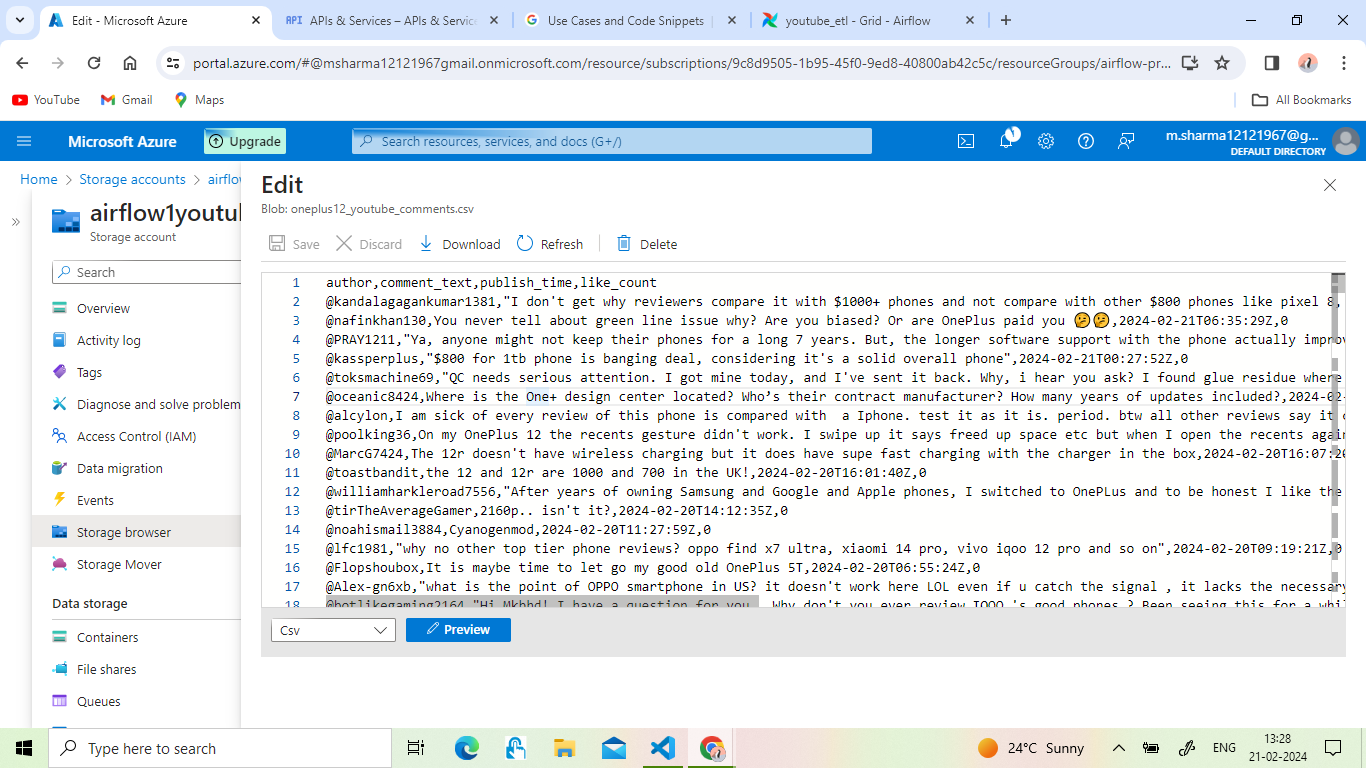 Edit - Microsoft Azure
API APIs & Services – APIs & Service
Use Cases and Code Snippets
youtube_etl - Grid - Airflow
portal.azure.com/#@msharma12121967gmail.onmicrosoft.com/resource/subscriptions/9c8d9505-1b95-45f0-9ed8-40800ab42c5c/resourceGroups/airflow-pr...
YouTube
Gmail
Maps
All Bookmarks
Microsoft Azure
Upgrade
Search resources, services, and docs (G+/)
1
m.sharma12121967@g...
DEFAULT DIRECTORY
Home > Storage accounts > airflow
airflow1youtu
Storage account
Search
Overview
Activity log
Tags
Diagnose and solve problem
Access Control (IAM)
Data migration
Events
Storage browser
Storage Mover
Data storage
Containers
File shares
Queues
Edit
Blob: oneplus12_youtube_comments.csv
Save
Discard
Download
Refresh
Delete
1 author,comment_text,publish_time,like_count
2 @kandalagagankumar1381,"I don't get why reviewers compare it with $1000+ phones and not compare with other $800 phones like pixel 8,
3 @nafinkhan130,You never tell about green line issue why? Are you biased? Or are OnePlus paid you 🤔🤔,2024-02-21T06:35:29Z,0
4 @PRAY1211,"Ya, anyone might not keep their phones for a long 7 years. But, the longer software support with the phone actually improv
5 @kassperplus,"$800 for 1tb phone is banging deal, considering it's a solid overall phone",2024-02-21T00:27:52Z,0
6 @toksmachine69,"QC needs serious attention. I got mine today, and I've sent it back. Why, i hear you ask? I found glue residue where
7 @oceanic8424,Where is the One+ design center located? Who’s their contract manufacturer? How many years of updates included?,2024-02-
8 @alcylon,I am sick of every review of this phone is compared with  a Iphone. test it as it is. period. btw all other reviews say it
9 @poolking36,On my OnePlus 12 the recents gesture didn't work. I swipe up it says freed up space etc but when I open the recents agai
10 @MarcG7424,The 12r doesn't have wireless charging but it does have supe fast charging with the charger in the box,2024-02-20T16:07:20
11 @toastbandit,the 12 and 12r are 1000 and 700 in the UK!,2024-02-20T16:01:40Z,0
12 @williamharkleroad7556,"After years of owning Samsung and Google and Apple phones, I switched to OnePLus and to be honest I like the
13 @tirTheAverageGamer,2160p.. isn't it?,2024-02-20T14:12:35Z,0
14 @noahismail3884,Cyanogenmod,2024-02-20T11:27:59Z,0
15 @lfc1981,"why no other top tier phone reviews? oppo find x7 ultra, xiaomi 14 pro, vivo iqoo 12 pro and so on",2024-02-20T09:19:21Z,0
16 @Flopshoubox,It is maybe time to let go my good old OnePlus 5T,2024-02-20T06:55:24Z,0
17 @Alex-gn6xb,"what is the point of OPPO smartphone in US? it doesn't work here LOL even if u catch the signal , it lacks the necessary
18 @hotlikegaming2164,"Hi Mkbhd! I have a question for you. Why don't you ever review IQOO 's good phones ? Been seeing this for a whil
Csv
Preview
Type here to search
24°C Sunny
ENG
13:28
21-02-2024